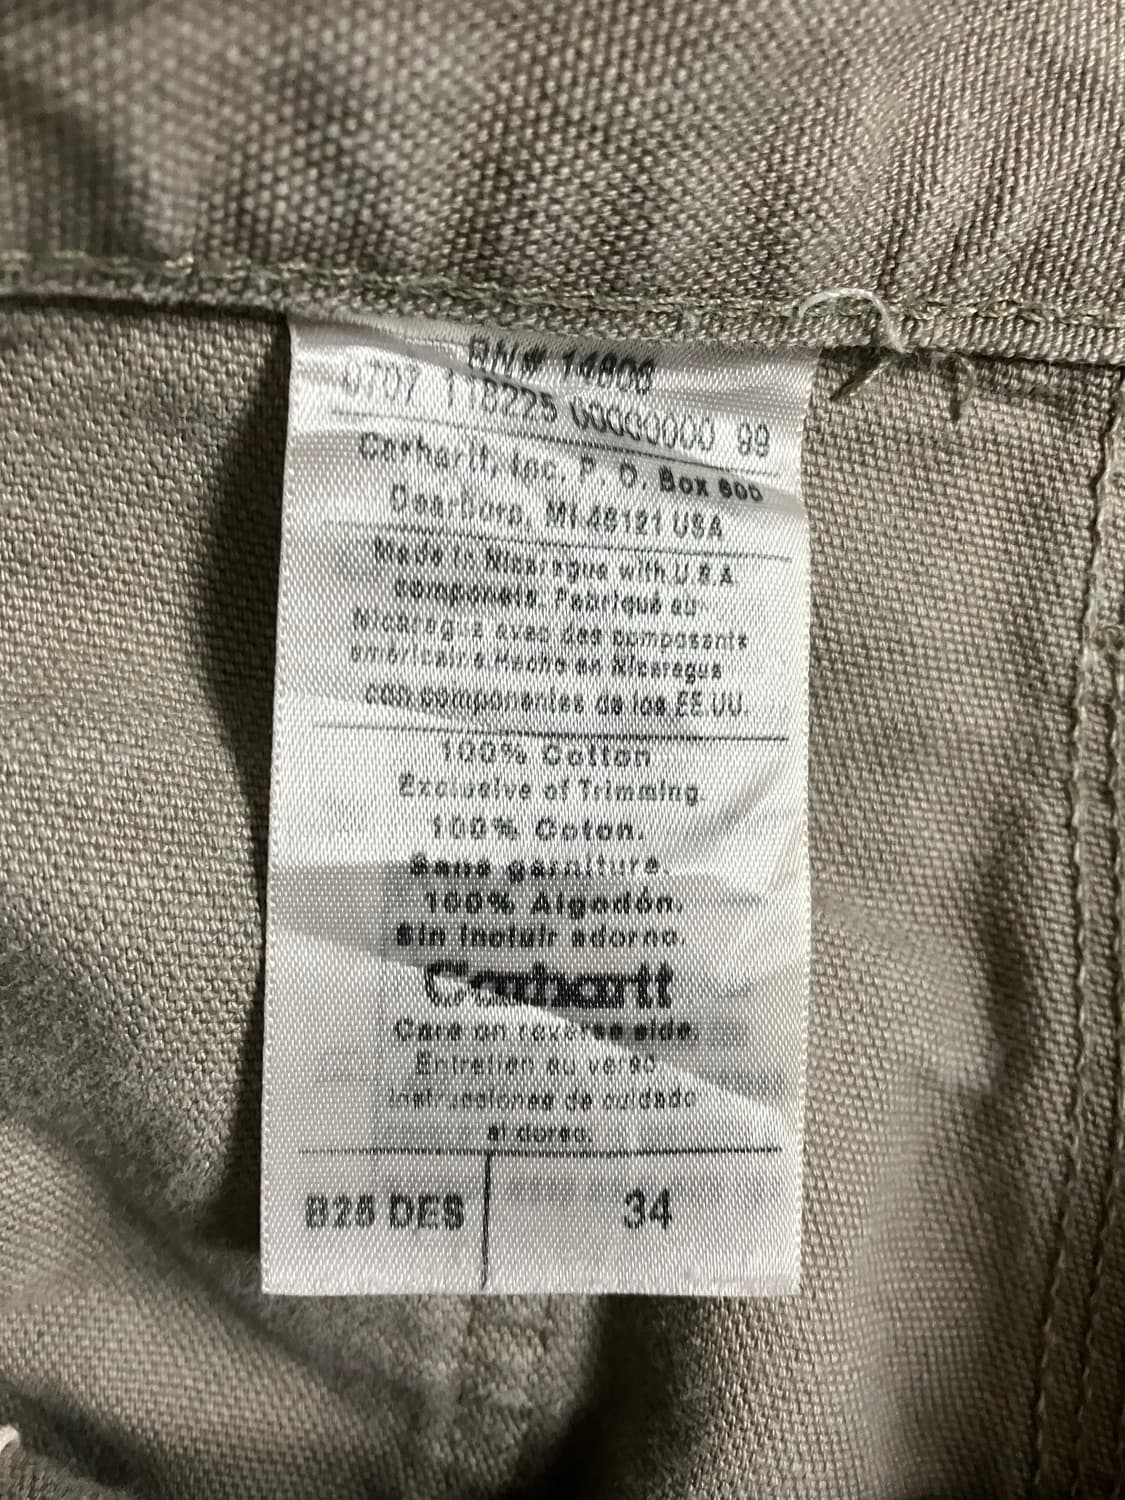 RN# 14806
0707 118225 00000000 99
Carhartt, Inc. P. O. Box 600
Dearborn, MI 48121 USA
Made in Nicaragua with U.S.A.
componets. Fabriqué au
Nicaragua avec des composants
américains. Hecho en Nicaragua
con componentes de los EE.UU.
100% Cotton
Exclusive of Trimming.
100% Coton.
Sans garniture.
100% Algodón.
Sin incluir adorno.
Carhartt
Care on reverse side
Entretien au verso
Instrucciones de cuidado
al dorso.
B25 DES
34